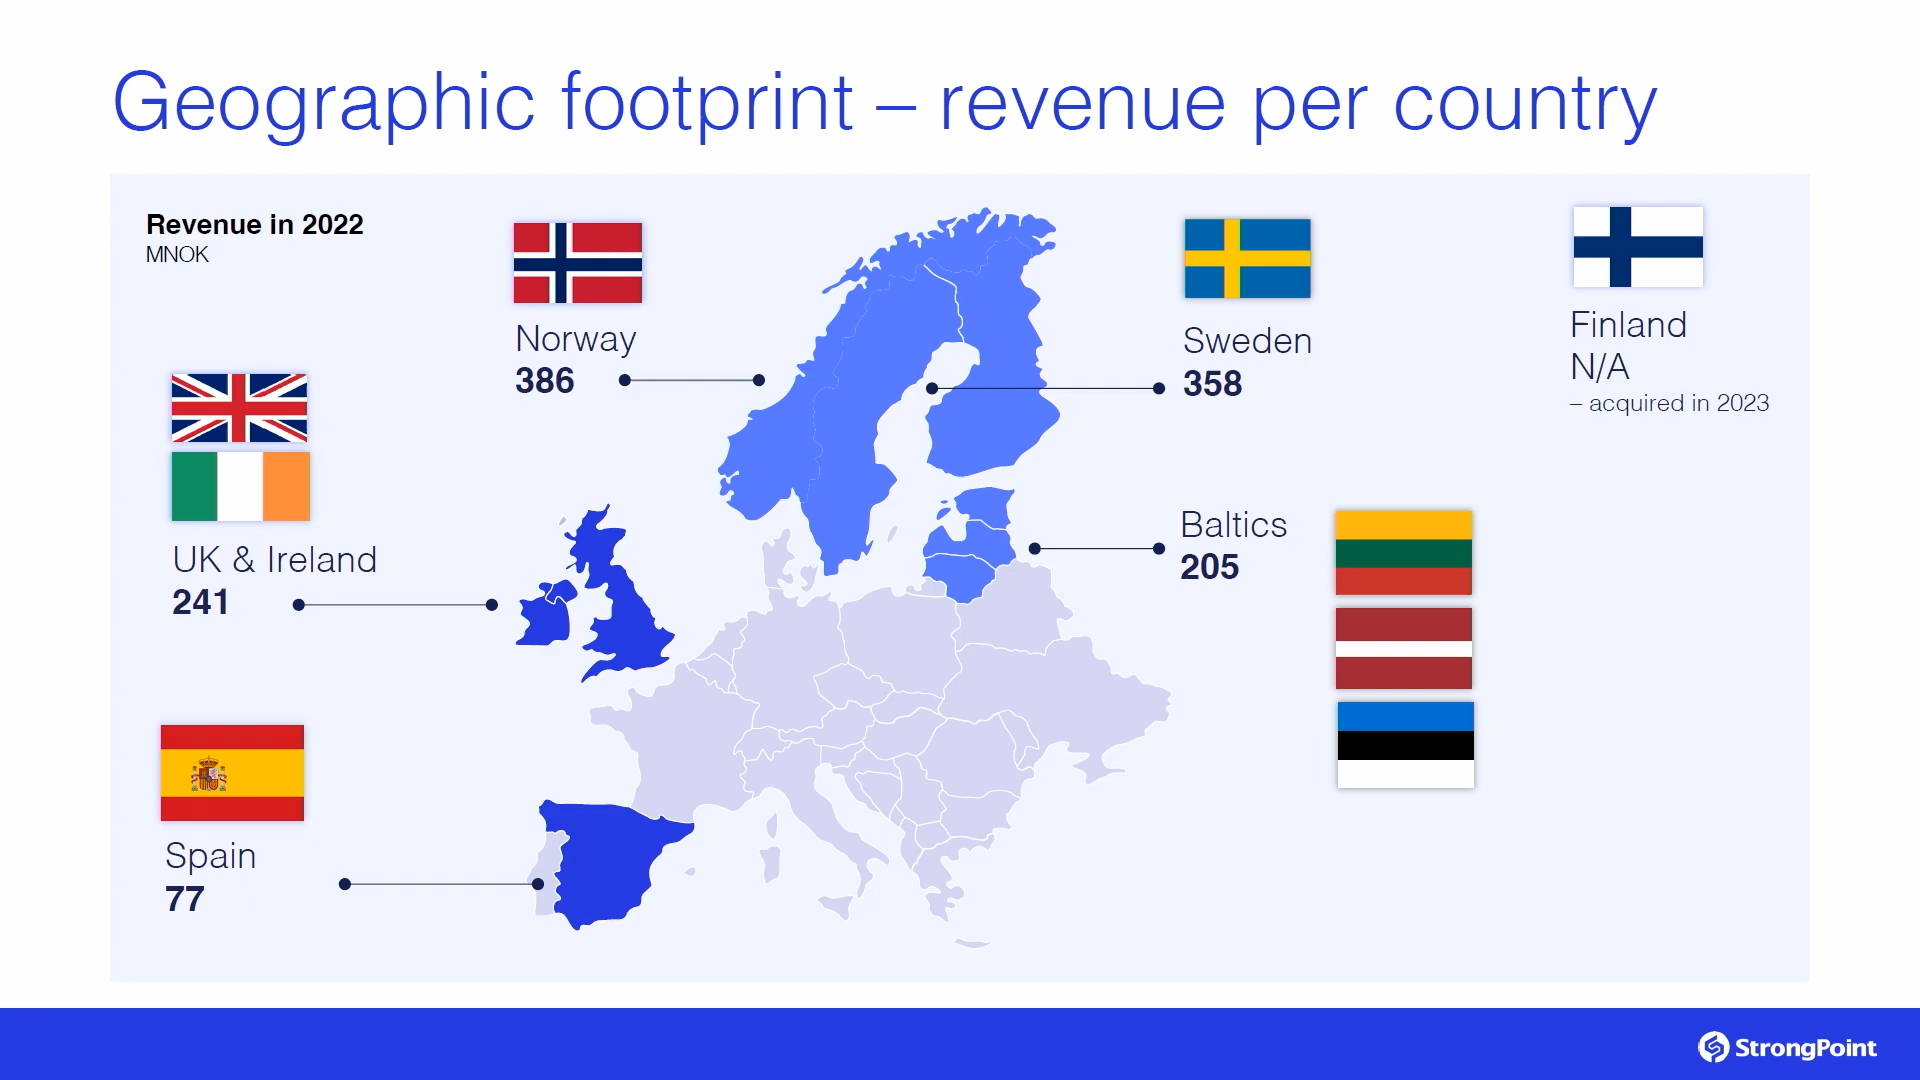 Geographic footprint – revenue per country
Revenue in 2022
MNOK
Norway
386
Sweden
358
Finland
N/A
– acquired in 2023
UK & Ireland
241
Baltics
205
Spain
77
StrongPoint